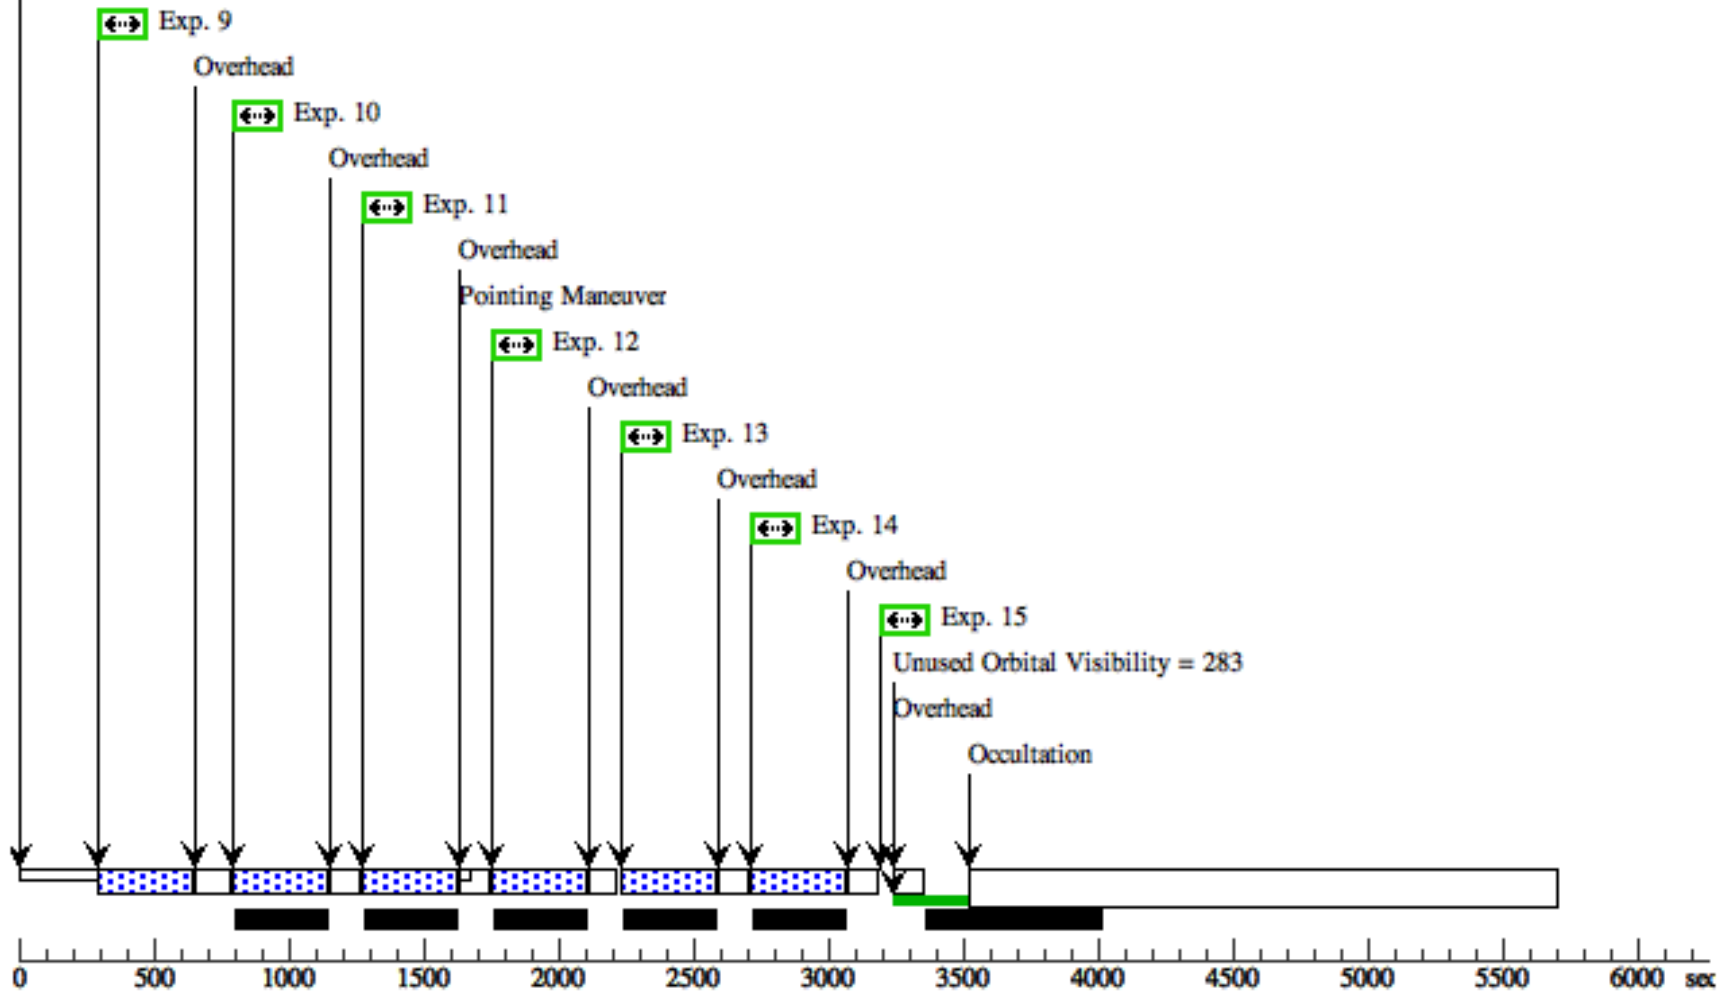 Exp. 9
Overhead
Exp. 10
Overhead
Exp. 11
Overhead
Pointing Maneuver
Exp. 12
Overhead
Exp. 13
Overhead
Exp. 14
Overhead
Exp. 15
Unused Orbital Visibility = 283
Overhead
Occultation
0 500 1000 1500 2000 2500 3000 3500 4000 4500 5000 5500 6000 sec